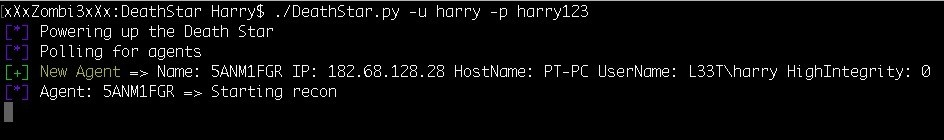 [xXxZombi3xXx:DeathStar Harry$ ./DeathStar.py -u harry -p harry123
[*] Powering up the Death Star
[*] Polling for agents
[+] New Agent => Name: 5ANM1FGR IP: 182.68.128.28 HostName: PT-PC UserName: L33T\harry HighIntegrity: 0
[*] Agent: 5ANM1FGR => Starting recon